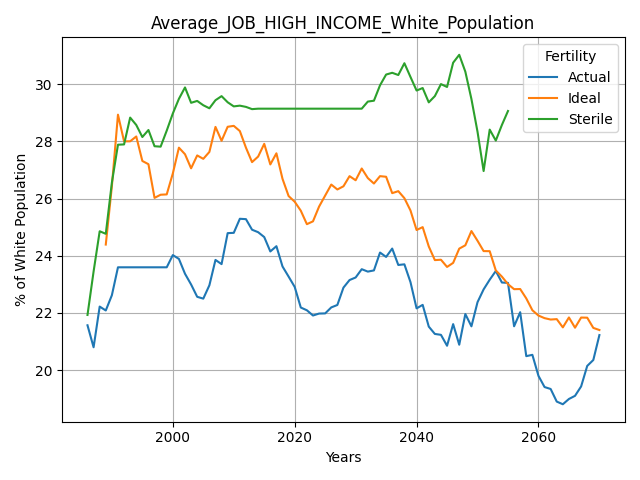 Average_JOB_HIGH_INCOME_White_Population
Fertility
Actual
Ideal
Sterile
% of White Population
30
28
26
24
22
20
2000
2020
2040
2060
Years